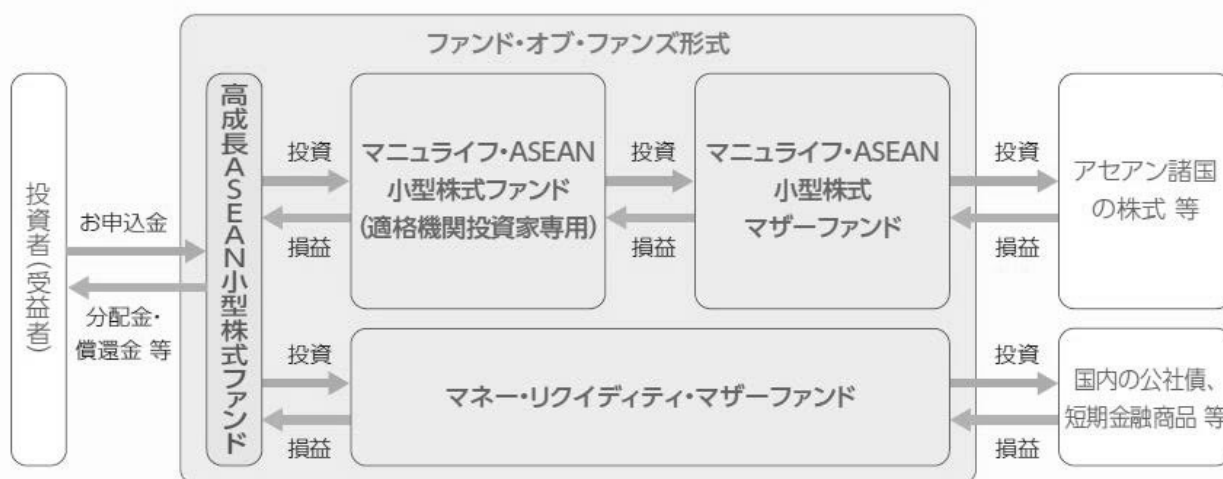 ファンド・オブ・ファンズ形式
投資者(受益者)
お申込金
分配金・
償還金 等
高成長ASEAN小型株式ファンド
投資
損益
マニュライフ・ASEAN
小型株式ファンド
(適格機関投資家専用)
投資
損益
マニュライフ・ASEAN
小型株式
マザーファンド
投資
損益
アセアン諸国
の株式 等
投資
損益
マネー・リクイディティ・マザーファンド
投資
損益
国内の公社債、
短期金融商品 等